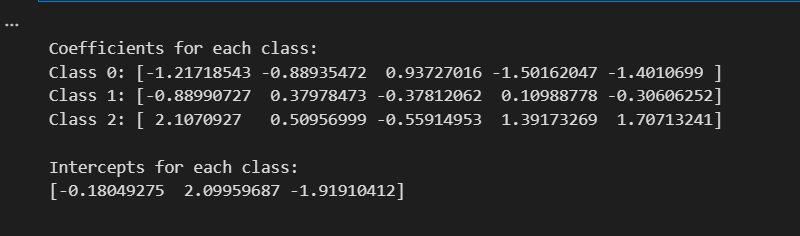 ...
Coefficients for each class:
Class 0: [-1.21718543 -0.88935472  0.93727016 -1.50162047 -1.4010699 ]
Class 1: [-0.88990727  0.37978473 -0.37812062  0.10988778 -0.30606252]
Class 2: [ 2.1070927   0.50956999 -0.55914953  1.39173269  1.70713241]
Intercepts for each class:
[-0.18049275  2.09959687 -1.91910412]